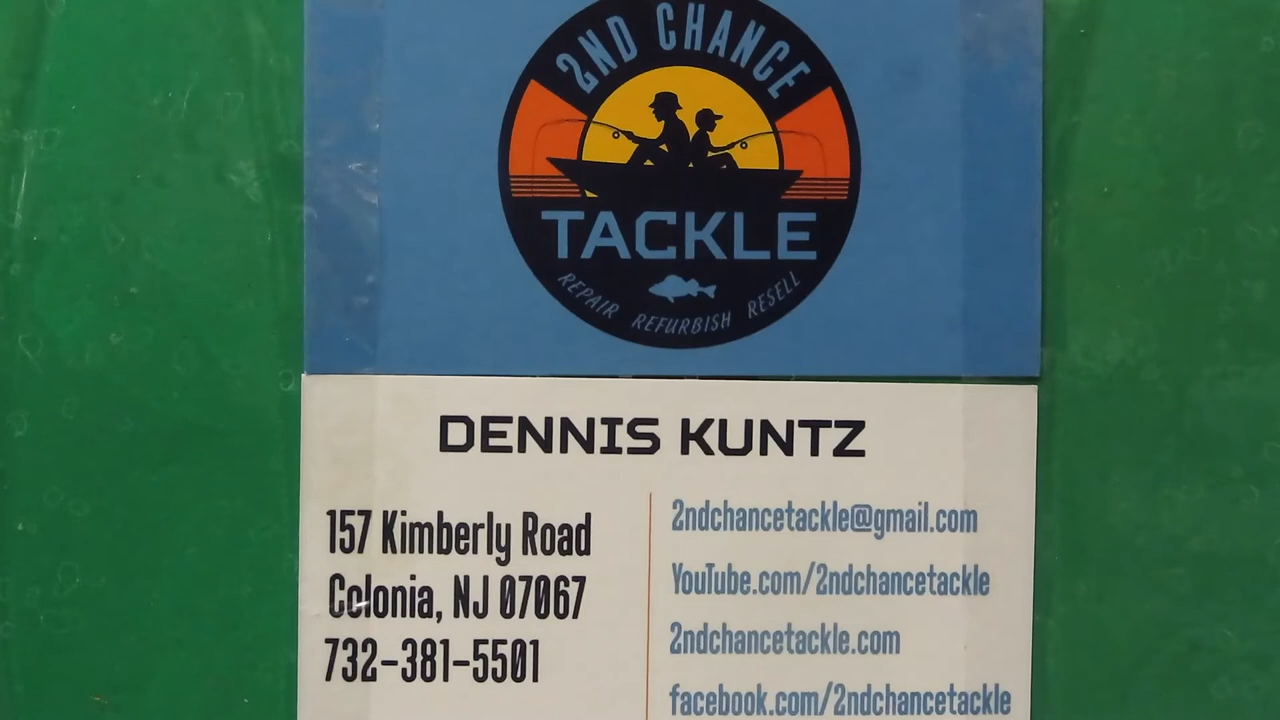 2ND CHANCE
TACKLE
REPAIR REFURBISH RESELL
DENNIS KUNTZ
157 Kimberly Road
Colonia, NJ 07067
732-381-5501
2ndchancetackle@gmail.com
YouTube.com/2ndchancetackle
2ndchancetackle.com
facebook.com/2ndchancetackle